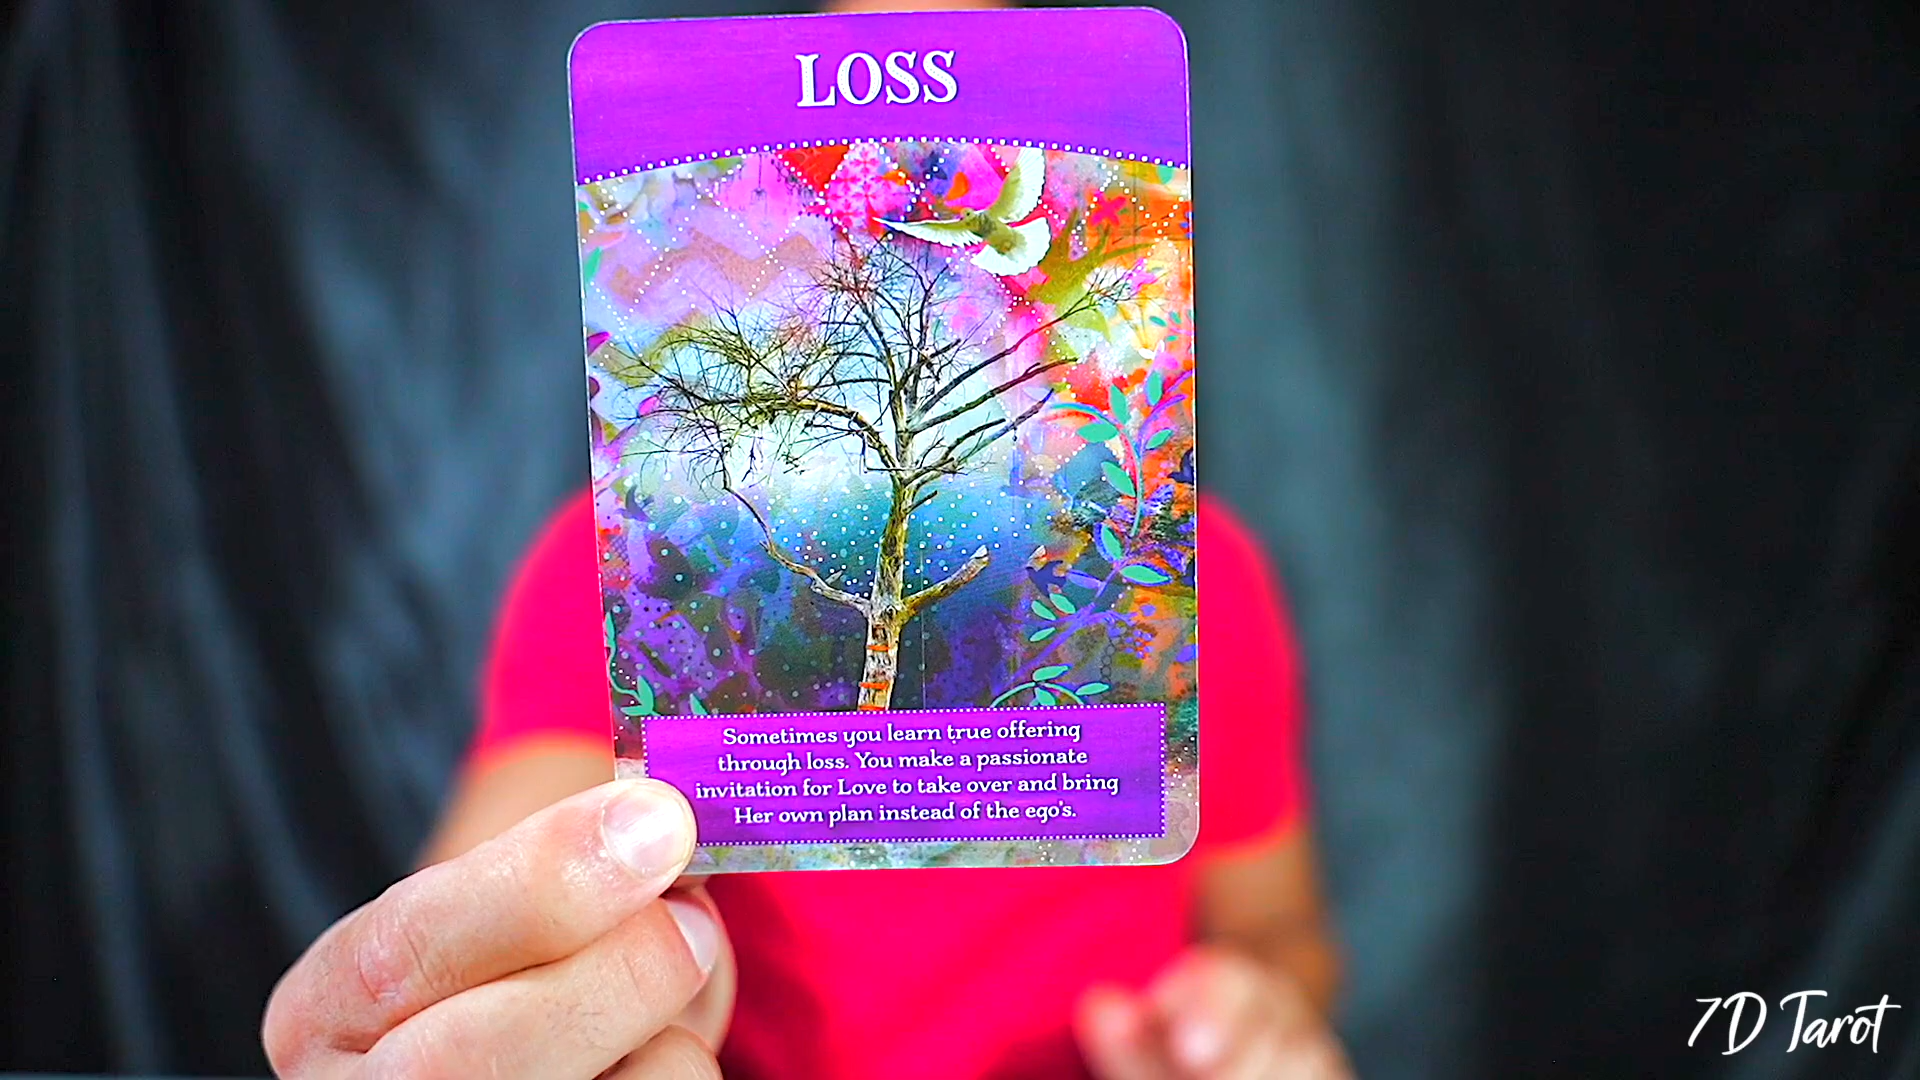 LOSS
Sometimes you learn true offering
through loss. You make a passionate
invitation for Love to take over and bring
Her own plan instead of the ego's.
7D Tarot